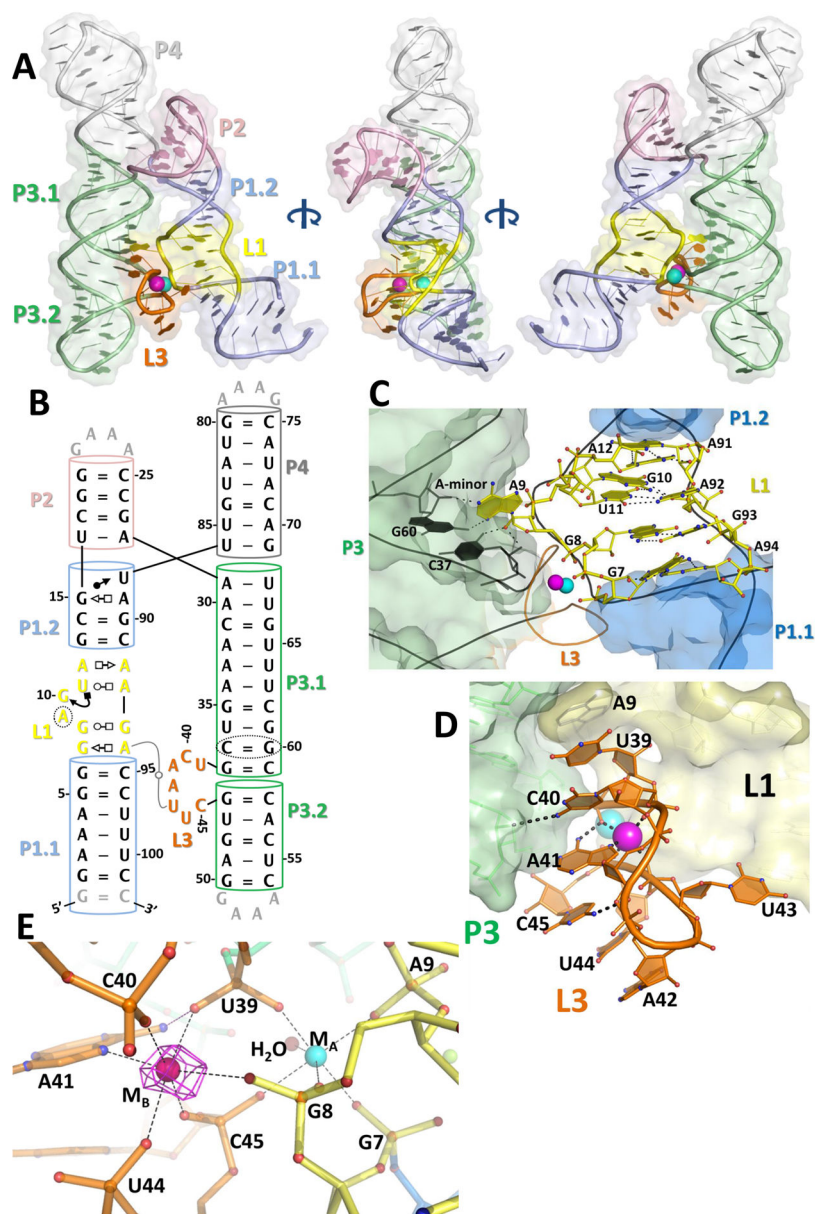 A
P4
P2
P3.1
P1.2
L1
P1.1
P3.2
L3
B
A A
G A A G
80- G = C -75
G A
U – A
P4
A – U
U – A
G = C
U – A
85- U – A -70
U – G
A A
G A
P2
G = C -25
G = C
C = G
U A
P1.2
U
15- G A
G G
C = G -90
G = C
A A
10- G U A
A
L1
G G
G A
P1.1
G = C -95
5- G = C
A – U
A – U
A – U
G = C -100
G = C
G = C
5' 3'
P3.1
A – U
30- A – U
C = G
A – U -65
A – U
A – U
35- G = C
U – G
C = G -60
G = C
-40
C
A U
A
U U C
-45
L3
P3.2
G = C
U – A
G = C
A – U -55
50- G = C
G A
A A
C
P1.2
A12
A91
A-minor
A9
G10
A92
L1
U11
G60
G93
P3
G8
A94
C37
G7
P1.1
L3
D
A9
U39
L1
C40
A41
C45
U43
P3
U44
L3
A42
E
C40
U39
A9
H2O
MA
A41
MB
G8
C45
G7
U44